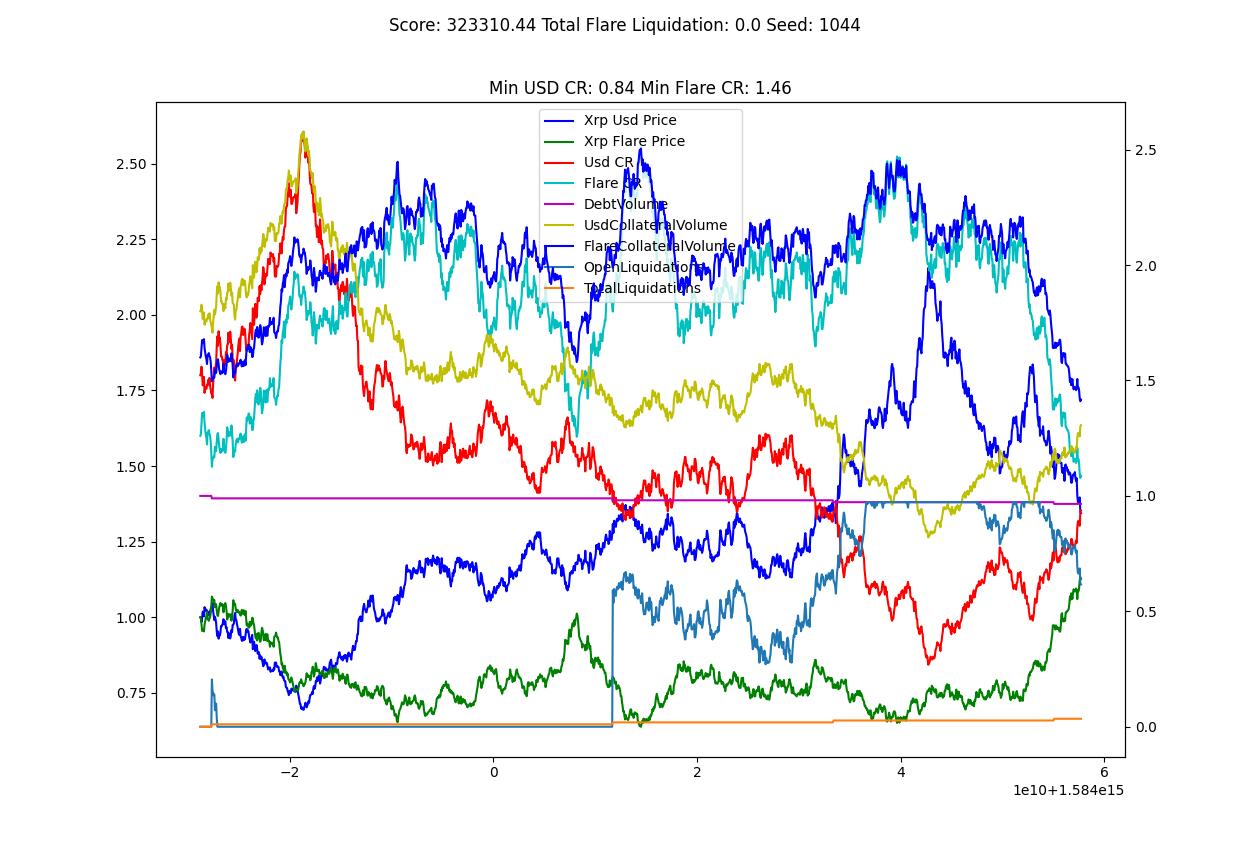 Score: 323310.44 Total Flare Liquidation: 0.0 Seed: 1044
Min USD CR: 0.84 Min Flare CR: 1.46
Xrp Usd Price
Xrp Flare Price
Usd CR
Flare CR
DebtVolume
UsdCollateralVolume
FlareCollateralVolume
OpenLiquidations
TotalLiquidations
2.50
2.25
2.00
1.75
1.50
1.25
1.00
0.75
2.5
2.0
1.5
1.0
0.5
0.0
−2 0 2 4 6
1e10+1.584e15